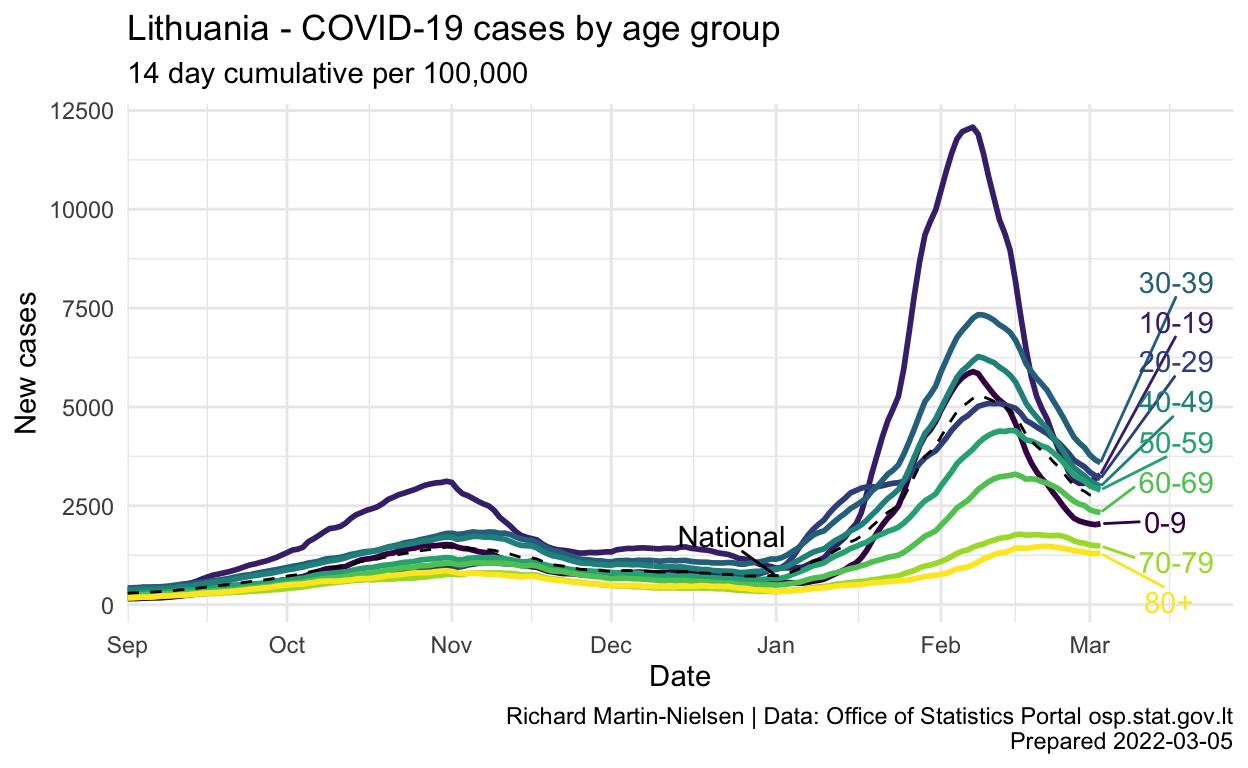 Lithuania - COVID-19 cases by age group
14 day cumulative per 100,000
12500
10000
7500
5000
2500
0
New cases
30-39
10-19
20-29
40-49
50-59
60-69
0-9
70-79
80+
National
Sep Oct Nov Dec Jan Feb Mar
Date
Richard Martin-Nielsen | Data: Office of Statistics Portal osp.stat.gov.lt
Prepared 2022-03-05